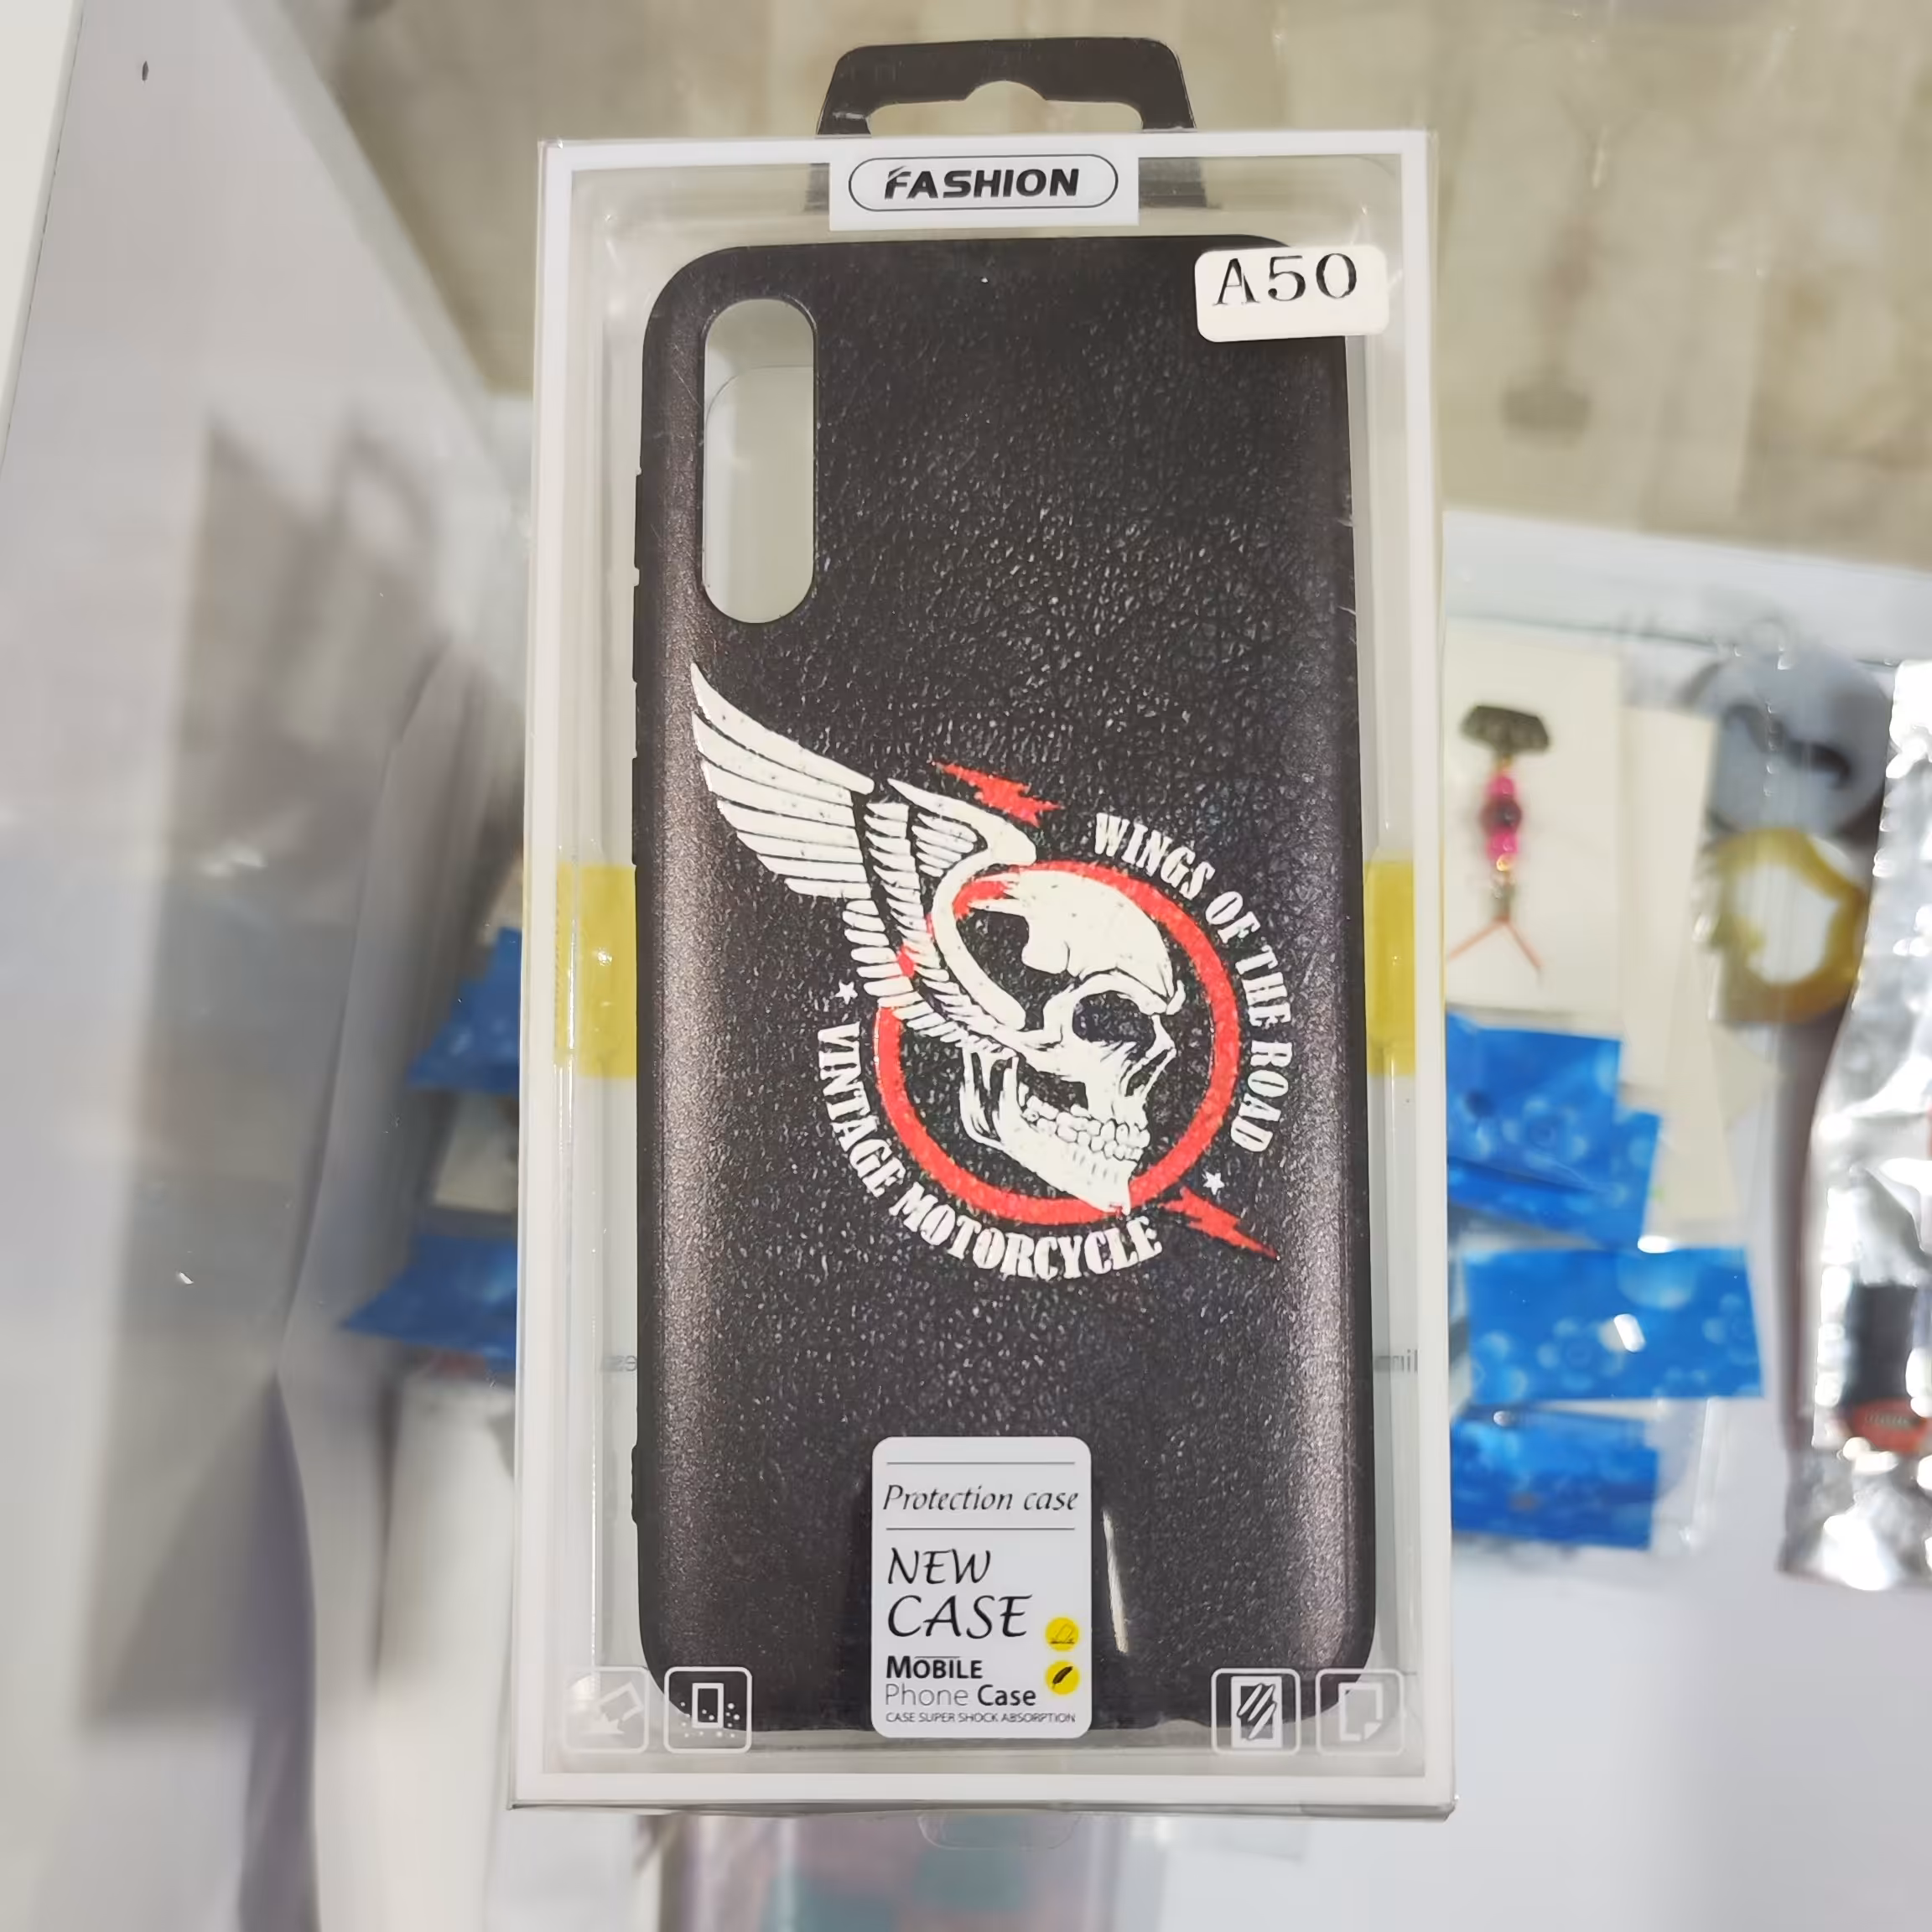 FASHION
A50
WINGS OF THE ROAD
VINTAGE MOTORCYCLE
Protection case
NEW
CASE
MOBILE
Phone Case
CASE SUPER SHOCK ABSORPTION